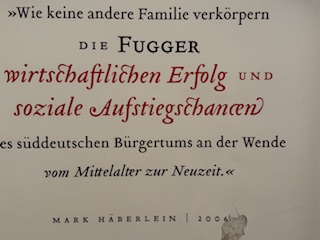 »Wie keine andere Familie verkörpern
DIE FUGGER
wirtschaftlichen Erfolg UND
soziale Aufstiegschancen
es süddeutschen Bürgertums an der Wende
vom Mittelalter zur Neuzeit.«
MARK HÄBERLEIN | 2006